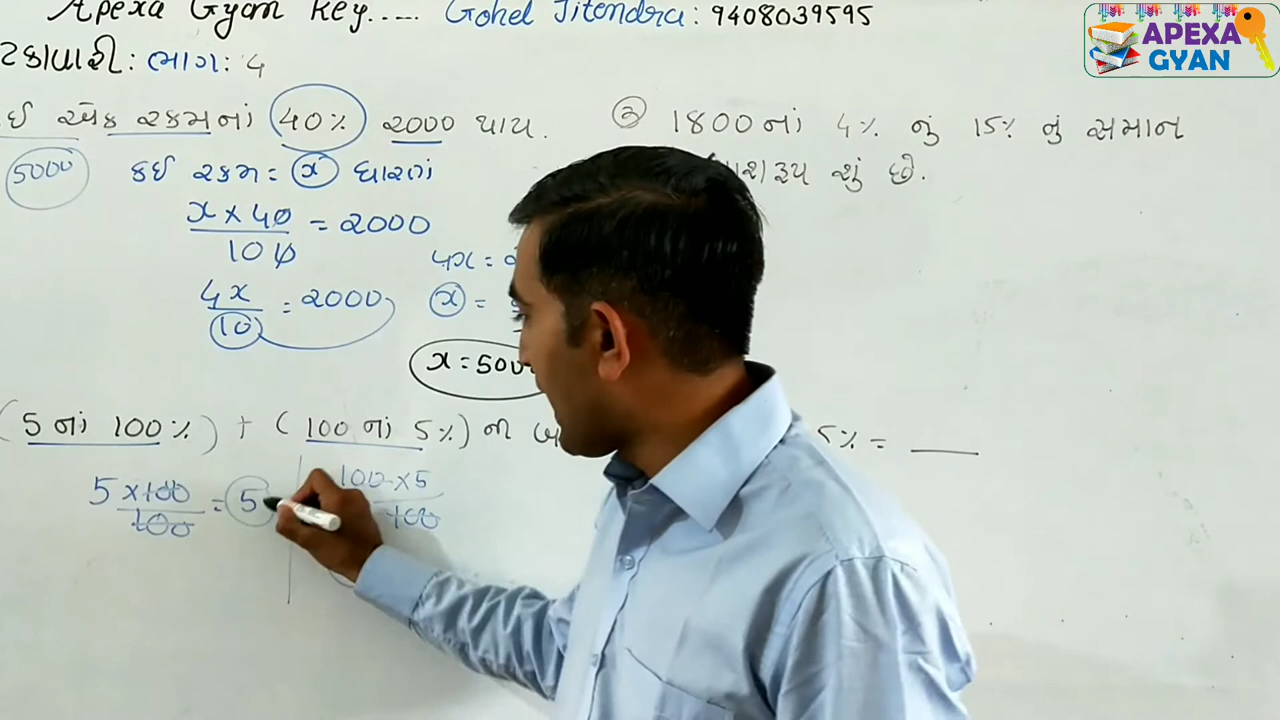 Apexa Gyan Key..... Gohel Jitendra : 9408039595
APEXA
GYAN
ટકાવારી : ભાગ : 4
ઈ એક રકમનાં 40% 2000 થાય.
5000
કઈ રકમ = x ધારતાં
x × 40 / 100 = 2000
4x / 10 = 2000
x =
x = 500
② 1800નાં 4% નું 15% નું સમાન
શું છે.
(5 નાં 100%) + (100 નાં 5%) ની 5% = ___
5 × 100 / 100 = 5
100 × 5 / 100